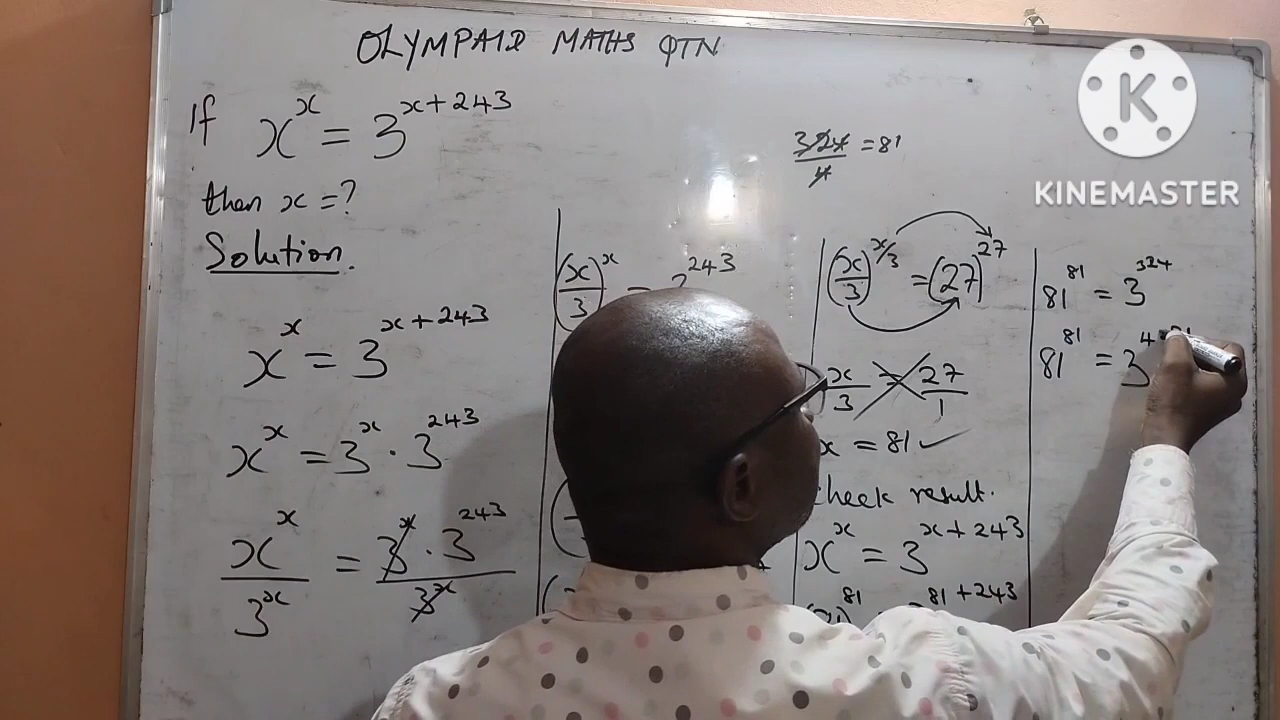 OLYMPAID MATHS QTN
If x^x = 3^{x+243}
then x = ?
Solution.
x^x = 3^{x+243}
x^x = 3^x · 3^{243}
x^x / 3^x = 3^x · 3^{243} / 3^x
(x/3)^x = 3^{243}
324/4 = 81
(x/3)^{x/3} = (27)^{27}
x/3 = 27/1
x = 81 ✓
check result.
x^x = 3^{x+243}
81 = 3^{81+243}
81^{81} = 3^{324}
81^{81} = 3^4
K
KINEMASTER